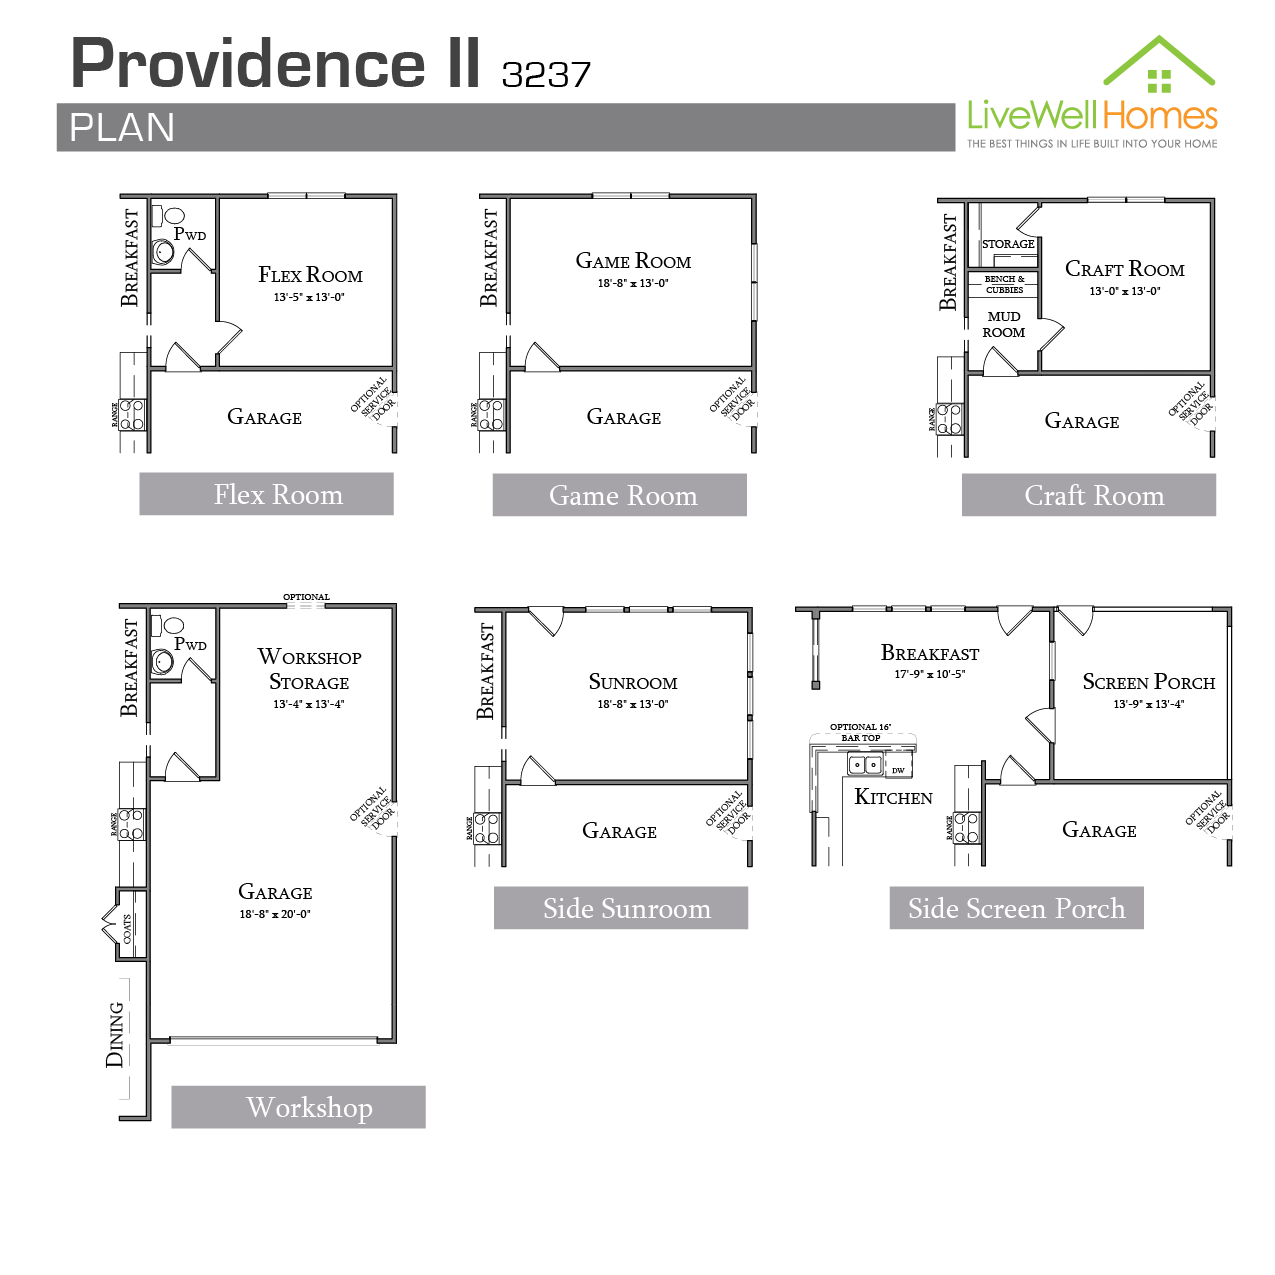 Providence II 3237
PLAN
LiveWell Homes
THE BEST THINGS IN LIFE BUILT INTO YOUR HOME
BREAKFAST
PWD
FLEX ROOM
13'-5" x 13'-0"
RANGE
GARAGE
OPTIONAL
SERVICE
DOOR
Flex Room
BREAKFAST
GAME ROOM
18'-8" x 13'-0"
RANGE
GARAGE
OPTIONAL
SERVICE
DOOR
Game Room
BREAKFAST
STORAGE
BENCH &
CUBBIES
MUD
ROOM
CRAFT ROOM
13'-0" x 13'-0"
RANGE
GARAGE
OPTIONAL
SERVICE
DOOR
Craft Room
OPTIONAL
BREAKFAST
PWD
WORKSHOP
STORAGE
13'-4" x 13'-4"
RANGE
OPTIONAL
SERVICE
DOOR
GARAGE
18'-8" x 20'-0"
COATS
DINING
Workshop
BREAKFAST
SUNROOM
18'-8" x 13'-0"
RANGE
GARAGE
OPTIONAL
SERVICE
DOOR
Side Sunroom
BREAKFAST
17'-9" x 10'-5"
SCREEN PORCH
13'-9" x 13'-4"
OPTIONAL 16"
BAR TOP
DW
KITCHEN
RANGE
GARAGE
OPTIONAL
SERVICE
DOOR
Side Screen Porch